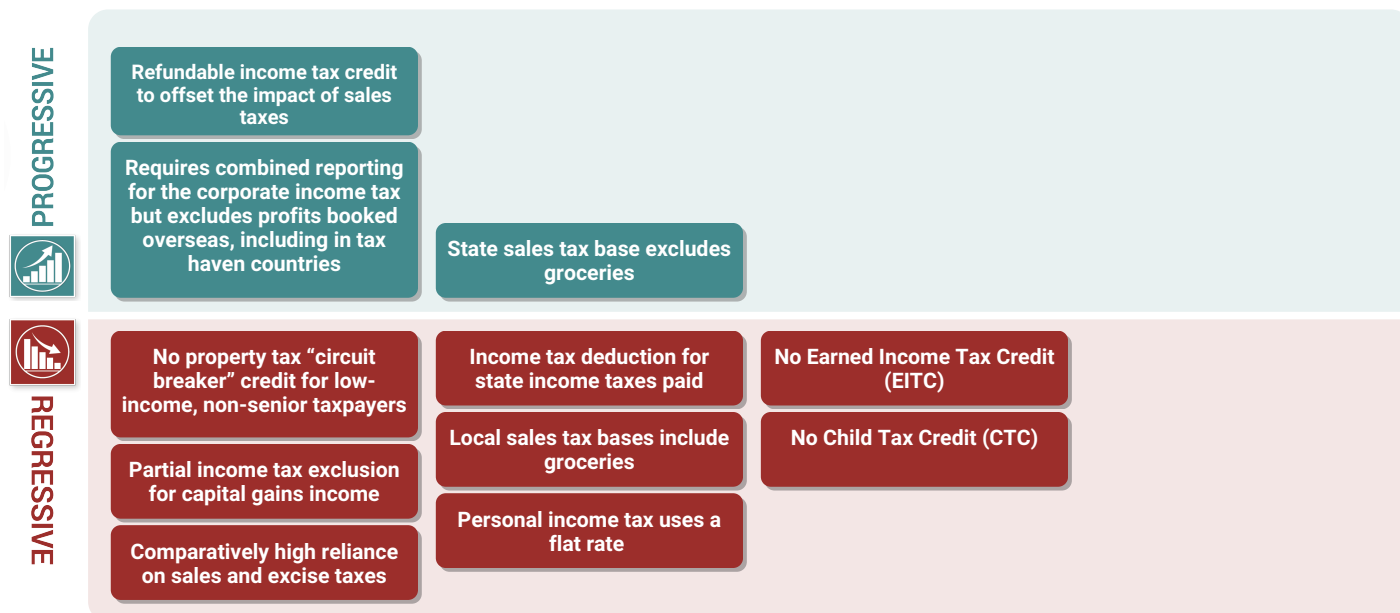 PROGRESSIVE
Refundable income tax credit
to offset the impact of sales
taxes
Requires combined reporting
for the corporate income tax
but excludes profits booked
overseas, including in tax
haven countries
State sales tax base excludes
groceries
REGRESSIVE
No property tax “circuit
breaker” credit for low-
income, non-senior taxpayers
Partial income tax exclusion
for capital gains income
Comparatively high reliance
on sales and excise taxes
Income tax deduction for
state income taxes paid
Local sales tax bases include
groceries
Personal income tax uses a
flat rate
No Earned Income Tax Credit
(EITC)
No Child Tax Credit (CTC)